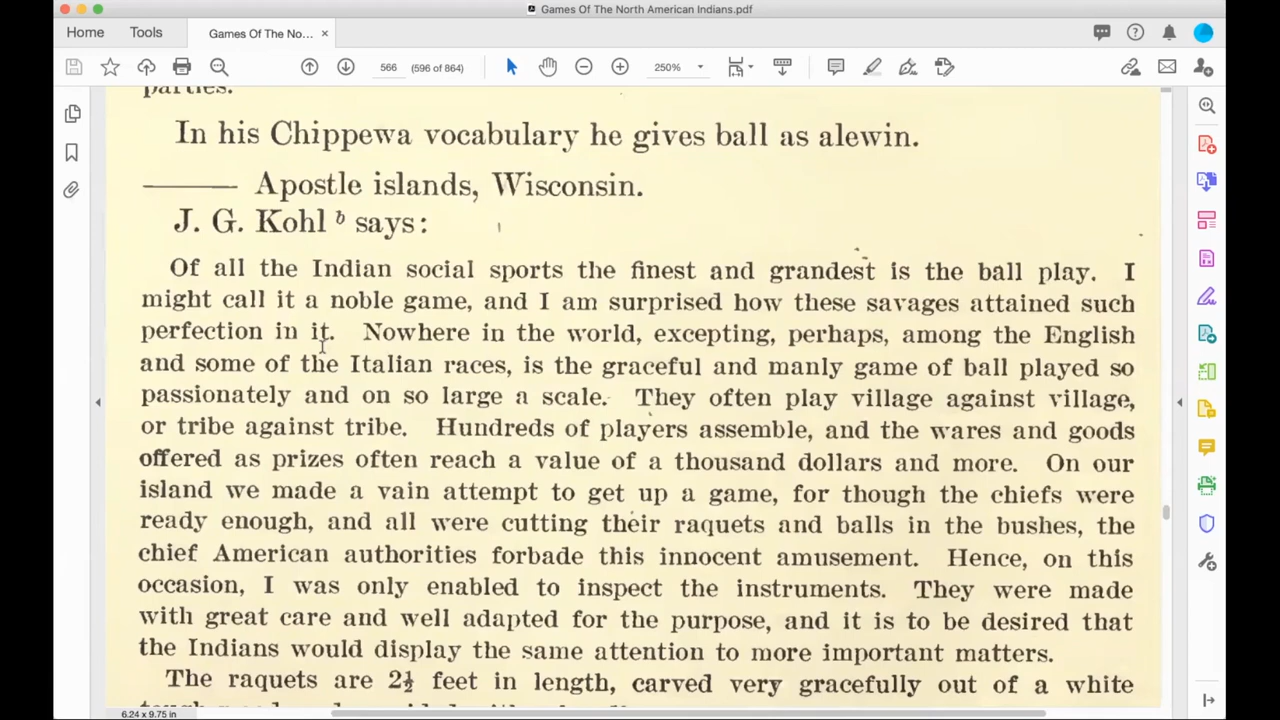 Games Of The North American Indians.pdf
Home
Tools
Games Of The No... ×
566 (596 of 864)
250%
parties.
In his Chippewa vocabulary he gives ball as alewin.
——— Apostle islands, Wisconsin.
J. G. Kohl b says:
Of all the Indian social sports the finest and grandest is the ball play. I
might call it a noble game, and I am surprised how these savages attained such
perfection in it. Nowhere in the world, excepting, perhaps, among the English
and some of the Italian races, is the graceful and manly game of ball played so
passionately and on so large a scale. They often play village against village,
or tribe against tribe. Hundreds of players assemble, and the wares and goods
offered as prizes often reach a value of a thousand dollars and more. On our
island we made a vain attempt to get up a game, for though the chiefs were
ready enough, and all were cutting their raquets and balls in the bushes, the
chief American authorities forbade this innocent amusement. Hence, on this
occasion, I was only enabled to inspect the instruments. They were made
with great care and well adapted for the purpose, and it is to be desired that
the Indians would display the same attention to more important matters.
The raquets are 2½ feet in length, carved very gracefully out of a white
6.24 x 9.75 in